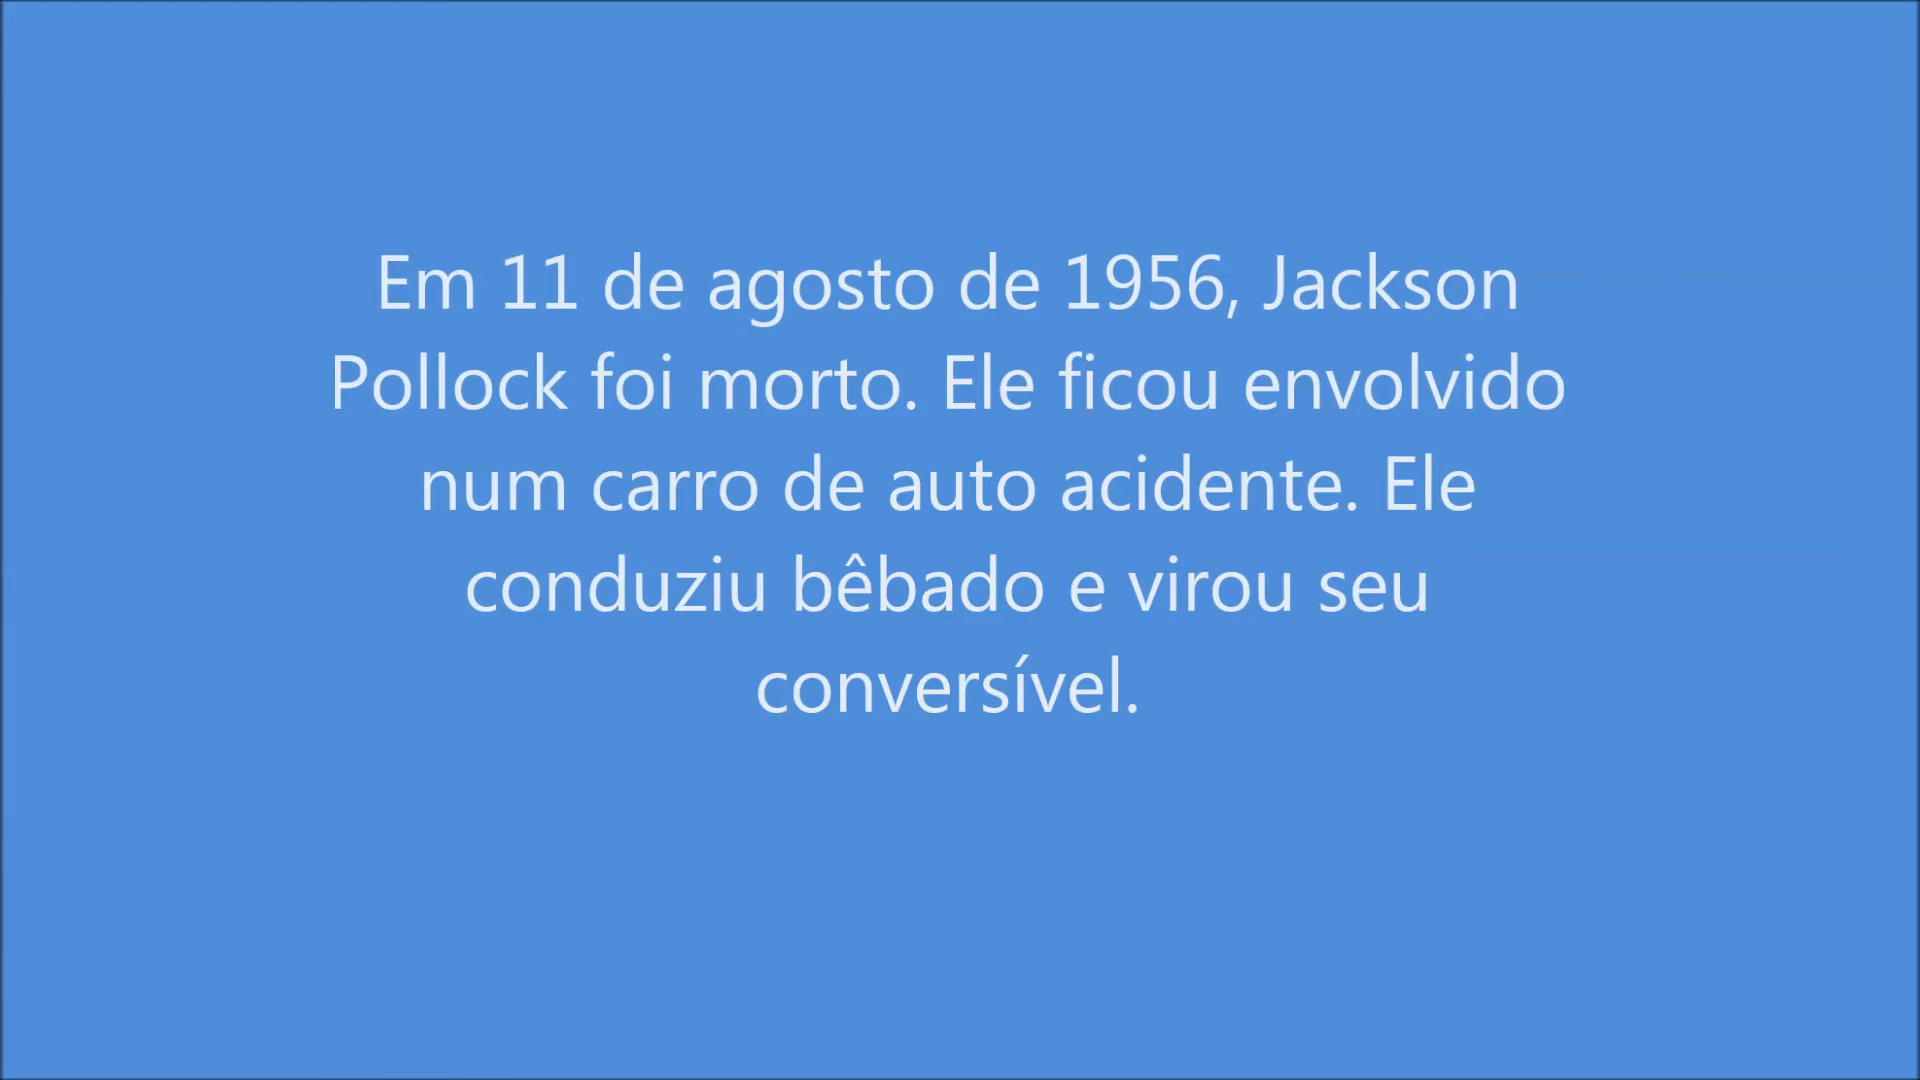 Em 11 de agosto de 1956, Jackson
Pollock foi morto. Ele ficou envolvido
num carro de auto acidente. Ele
conduziu bêbado e virou seu
conversível.